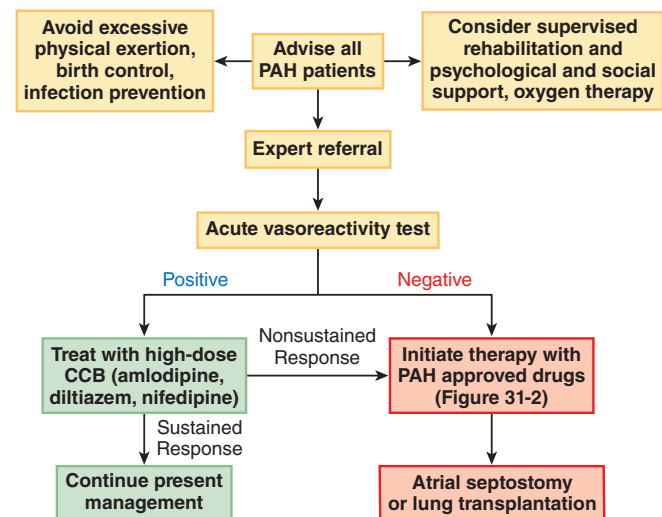 Avoid excessive
physical exertion,
birth control,
infection prevention
Advise all
PAH patients
Consider supervised
rehabilitation and
psychological and social
support, oxygen therapy
Expert referral
Acute vasoreactivity test
Positive
Negative
Treat with high-dose
CCB (amlodipine,
diltiazem, nifedipine)
Nonsustained
Response
Initiate therapy with
PAH approved drugs
(Figure 31-2)
Sustained
Response
Continue present
management
Atrial septostomy
or lung transplantation